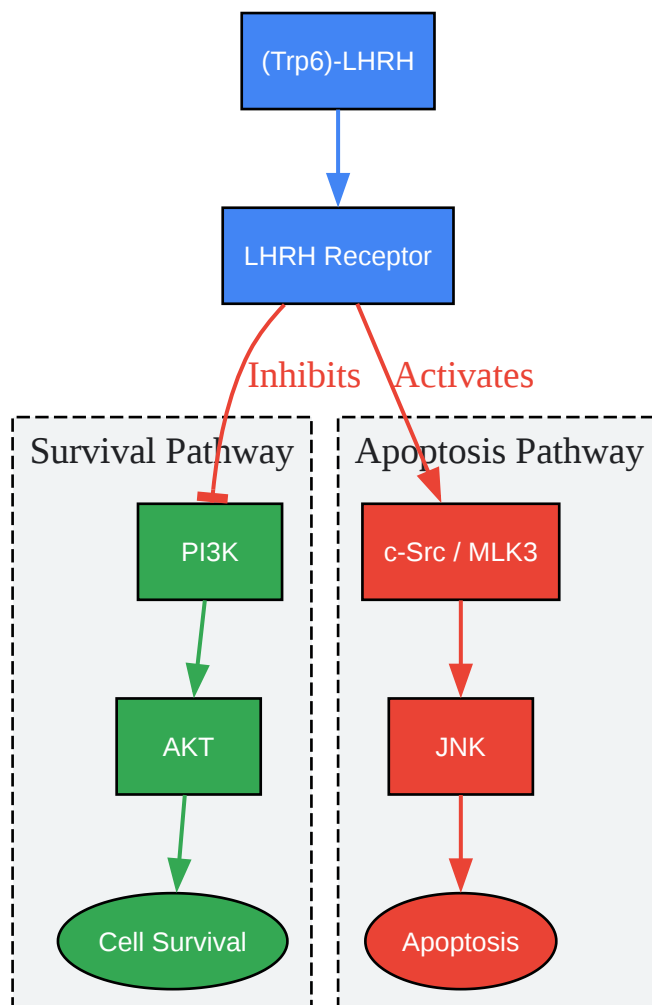 (Trp6)-LHRH
LHRH Receptor
Inhibits
Activates
Survival Pathway
Apoptosis Pathway
PI3K
c-Src / MLK3
AKT
JNK
Cell Survival
Apoptosis